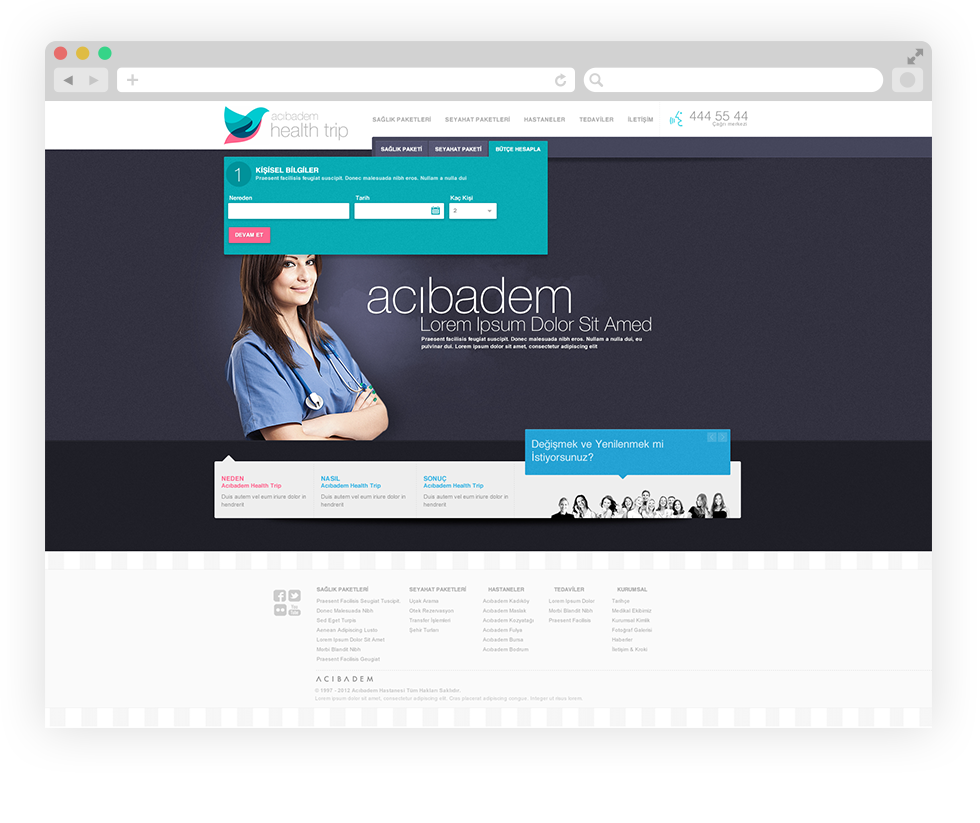 acıbadem
health trip
SAĞLIK PAKETLERİ SEYAHAT PAKETLERİ HASTANELER TEDAVİLER İLETİŞİM
444 55 44
Çağrı merkezi
SAĞLIK PAKETİ SEYAHAT PAKETİ BÜTÇE HESAPLA
1
KİŞİSEL BİLGİLER
Praesent facilisis feugiat suscipit. Donec malesuada nibh eros. Nullam a nulla dui
Nereden Tarih Kaç Kişi
2
DEVAM ET
acıbadem
Lorem Ipsum Dolor Sit Amed
Praesent facilisis feugiat suscipit. Donec malesuada nibh eros. Nullam a nulla dui, eu
pulvinar dui. Lorem ipsum dolor sit amet, consectetur adipiscing elit
Değişmek ve Yenilenmek mi
İstiyorsunuz?
NEDEN NASIL SONUÇ
Acıbadem Health Trip Acıbadem Health Trip Acıbadem Health Trip
Duis autem vel eum iriure dolor in Duis autem vel eum iriure dolor in Duis autem vel eum iriure dolor in
hendrerit hendrerit hendrerit
SAĞLIK PAKETLERİ SEYAHAT PAKETLERİ HASTANELER TEDAVİLER KURUMSAL
Praesent Facilisis Geugiat Tusicpit Uçak Arama Acıbadem Kadıköy Lorem Ipsum Dolor Tarihçe
Donec Malesuada Nibh Otek Rezervasyon Acıbadem Maslak Morbi Blandit Nibh Medikal Ekibimiz
Sed Eget Turpis Transfer İşlemleri Acıbadem Kozyatağı Praesent Facilisis Kurumsal Kimlik
Aenean Adipiscing Lusto Şehir Turları Acıbadem Fulya Fotoğraf Galerisi
Lorem Ipsum Dolor Sit Amet Acıbadem Bursa Haberler
Morbi Blandit Nibh Acıbadem Bodrum İletişim & Kroki
Praesent Facilisis Geugiat
ACIBADEM
© 1997 - 2012 Acıbadem Hastanesi Tüm Hakları Saklıdır.
Lorem ipsum dolor sit amet, consectetur adipiscing elit. Cras placerat adipiscing congue. Integer ut risus lorem.